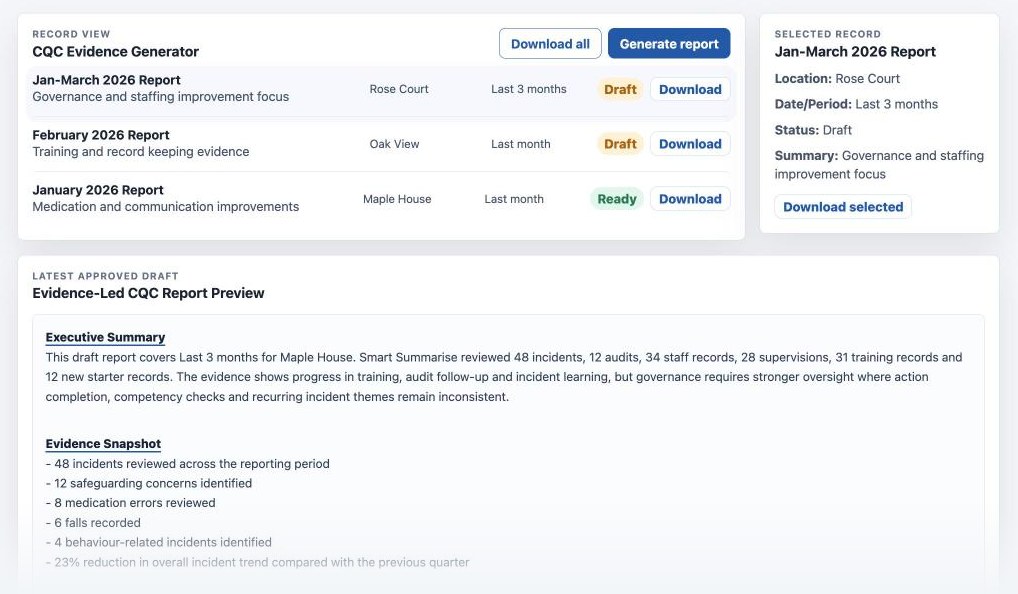 RECORD VIEW
CQC Evidence Generator
Download all
Generate report
Jan-March 2026 Report
Governance and staffing improvement focus
Rose Court
Last 3 months
Draft
Download
February 2026 Report
Training and record keeping evidence
Oak View
Last month
Draft
Download
January 2026 Report
Medication and communication improvements
Maple House
Last month
Ready
Download
SELECTED RECORD
Jan-March 2026 Report
Location: Rose Court
Date/Period: Last 3 months
Status: Draft
Summary: Governance and staffing
improvement focus
Download selected
LATEST APPROVED DRAFT
Evidence-Led CQC Report Preview
Executive Summary
This draft report covers Last 3 months for Maple House. Smart Summarise reviewed 48 incidents, 12 audits, 34 staff records, 28 supervisions, 31 training records and
12 new starter records. The evidence shows progress in training, audit follow-up and incident learning, but governance requires stronger oversight where action
completion, competency checks and recurring incident themes remain inconsistent.
Evidence Snapshot
- 48 incidents reviewed across the reporting period
- 12 safeguarding concerns identified
- 8 medication errors reviewed
- 6 falls recorded
- 4 behaviour-related incidents identified
- 23% reduction in overall incident trend compared with the previous quarter